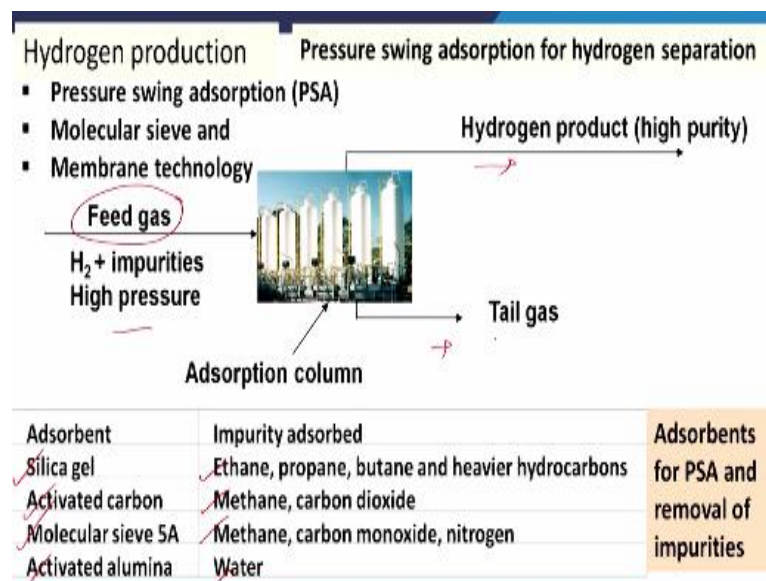 Hydrogen production
Pressure swing adsorption for hydrogen separation
▪ Pressure swing adsorption (PSA)
▪ Molecular sieve and
▪ Membrane technology
Hydrogen product (high purity)
Feed gas
H₂ + impurities
High pressure
Tail gas
Adsorption column
Adsorbent Impurity adsorbed
Silica gel Ethane, propane, butane and heavier hydrocarbons
Activated carbon Methane, carbon dioxide
Molecular sieve 5A Methane, carbon monoxide, nitrogen
Activated alumina Water
Adsorbents
for PSA and
removal of
impurities